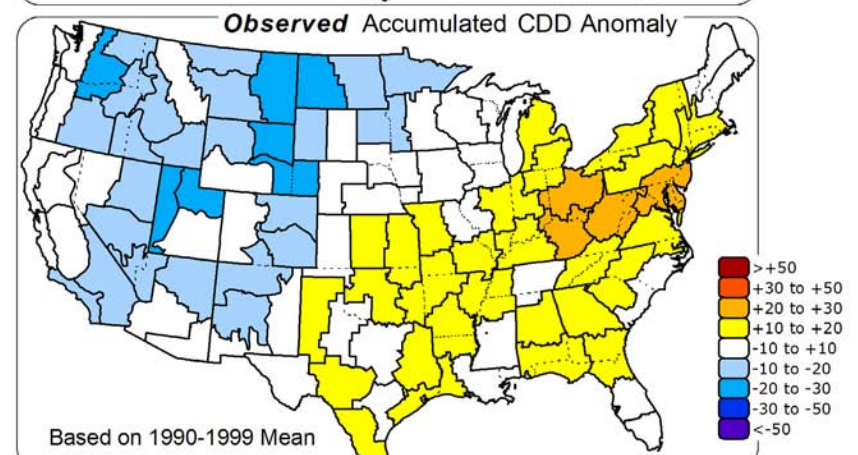 Observed Accumulated CDD Anomaly
>+50
+30 to +50
+20 to +30
+10 to +20
-10 to +10
-10 to -20
-20 to -30
-30 to -50
<-50
Based on 1990-1999 Mean